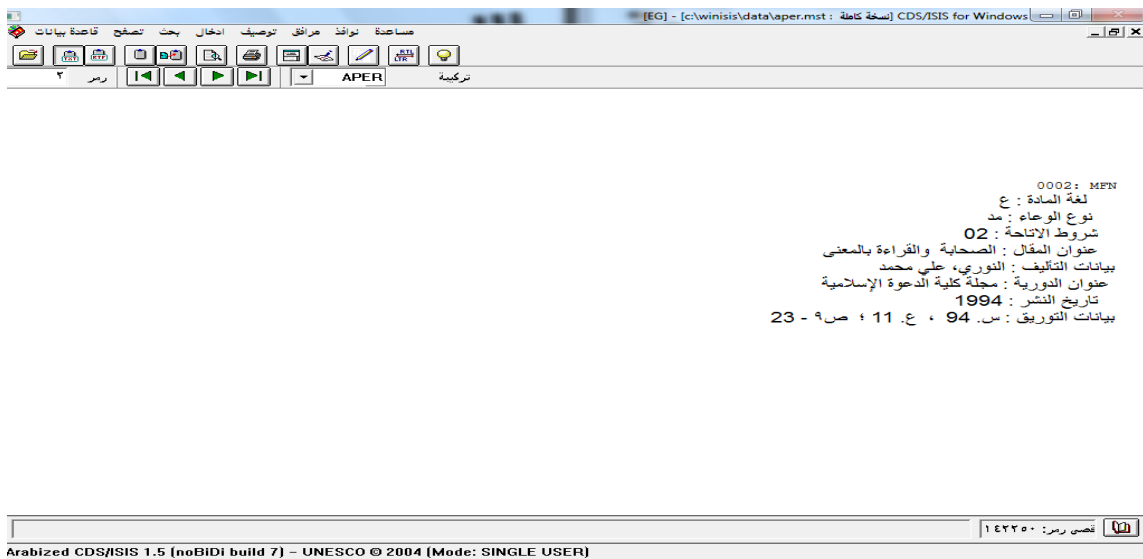 [EG] - [c:\winisis\data\aper.mst : نسخة كاملة] CDS/ISIS for Windows
قاعدة بيانات تصفح بحث ادخال توصيف مرافق نوافذ مساعدة
تركيبة APER رمر ٢
0002: MFN
لغة المادة : ع
نوع الوعاء : مد
شروط الاتاحة : 02
عنوان المقال : الصحابة والقراءة بالمعنى
بيانات التأليف : النوري، علي محمد
عنوان الدورية : مجلة كلية الدعوة الإسلامية
تاريخ النشر : 1994
بيانات التوريق : س. 94 ، ع. 11 ؛ ص٩ - 23
قصى رمر: ١٤٢٢٥٠
Arabized CDS/ISIS 1.5 (noBiDi build 7) – UNESCO © 2004 (Mode: SINGLE USER)